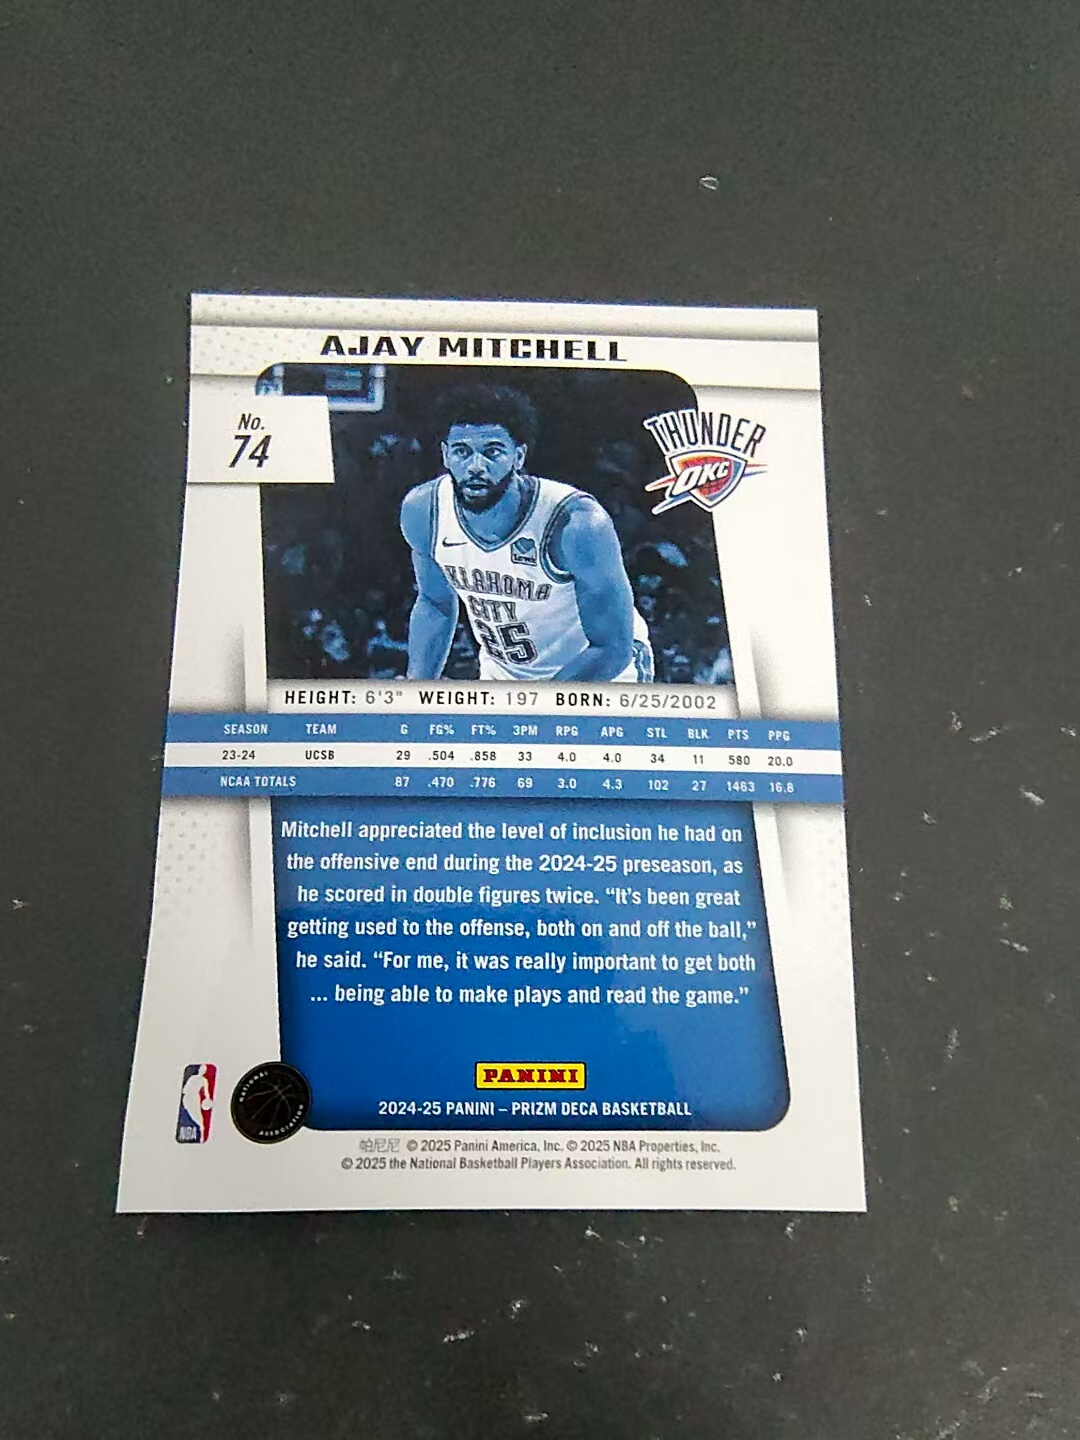 AJAY MITCHELL
No.
74
THUNDER
OKC
Levels
OKLAHOMA
CITY
25
HEIGHT: 6'3" WEIGHT: 197 BORN: 6/25/2002
SEASON TEAM G FG% FT% 3PM RPG APG STL BLK PTS PPG
23-24 UCSB 29 .504 .858 33 4.0 4.0 34 11 580 20.0
NCAA TOTALS 87 .470 .776 69 3.0 4.3 102 27 1463 16.8
Mitchell appreciated the level of inclusion he had on
the offensive end during the 2024-25 preseason, as
he scored in double figures twice. “It’s been great
getting used to the offense, both on and off the ball,”
he said. “For me, it was really important to get both
... being able to make plays and read the game.”
PANINI
2024-25 PANINI – PRIZM DECA BASKETBALL
NBA
NATIONAL
ASSOCIATION
帕尼尼 © 2025 Panini America, Inc. © 2025 NBA Properties, Inc.
© 2025 the National Basketball Players Association. All rights reserved.